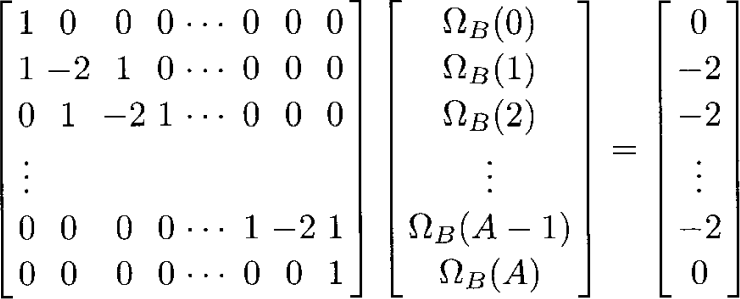 1 0 0 0 ⋯ 0 0 0 Ω_B(0) 0
1 −2 1 0 ⋯ 0 0 0 Ω_B(1) −2
0 1 −2 1 ⋯ 0 0 0 Ω_B(2) −2
⋮ ⋮ = ⋮
0 0 0 0 ⋯ 1 −2 1 Ω_B(A − 1) −2
0 0 0 0 ⋯ 0 0 1 Ω_B(A) 0